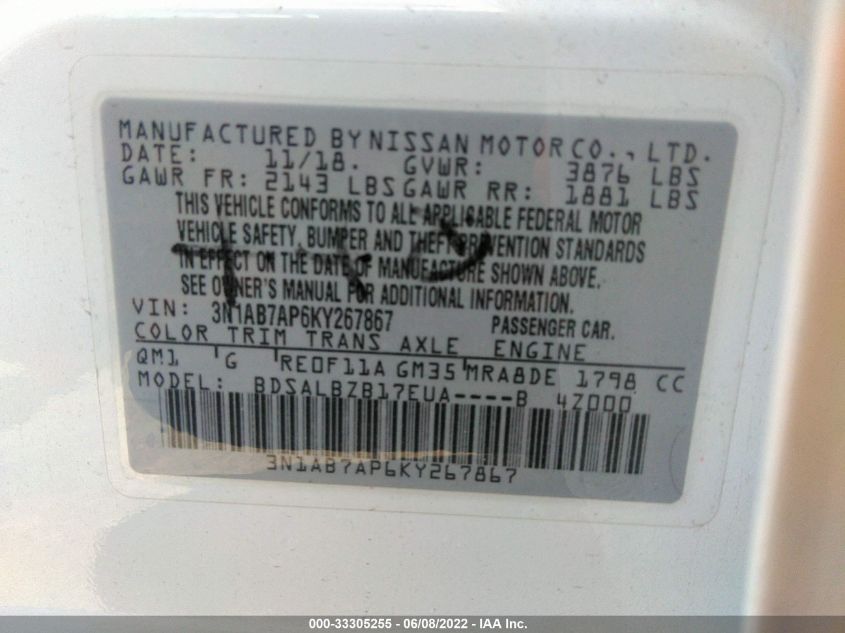 MANUFACTURED BY NISSAN MOTOR CO., LTD.
DATE: 11/18. GVWR: 3876 LBS
GAWR FR: 2143 LBS GAWR RR: 1881 LBS
THIS VEHICLE CONFORMS TO ALL APPLICABLE FEDERAL MOTOR
VEHICLE SAFETY, BUMPER AND THEFT PREVENTION STANDARDS
IN EFFECT ON THE DATE OF MANUFACTURE SHOWN ABOVE.
SEE OWNER'S MANUAL FOR ADDITIONAL INFORMATION.
VIN: 3N1AB7AP6KY267867 PASSENGER CAR.
COLOR TRIM TRANS AXLE ENGINE
QM1 G RE0F11A GM35 MRA8DE 1798 CC
MODEL: BDSALBZB17EUA----B 4Z000
3N1AB7AP6KY267867
000-33305255 - 06/08/2022 - IAA Inc.